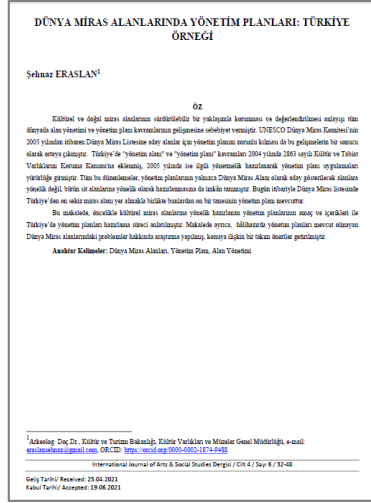 DÜNYA MİRAS ALANLARINDA YÖNETİM PLANLARI: TÜRKİYE
ÖRNEĞİ
Şehnaz ERASLAN¹
ÖZ
Kültürel ve doğal miras alanlarının sürdürülebilir bir yaklaşımla korunması ve değerlendirilmesi anlayışı tüm
dünyada alan yönetimi ve yönetim planı kavramlarının gelişmesine sebebiyet vermiştir. UNESCO Dünya Miras Komitesi'nin
2005 yılından itibaren Dünya Miras Listesine aday alanlar için yönetim planını zorunlu kılması da bu gelişmelerin bir sonucu
olarak ortaya çıkmıştır. Türkiye'de "yönetim alanı" ve "yönetim planı" kavramları 2004 yılında 2863 sayılı Kültür ve Tabiat
Varlıklarını Koruma Kanunu'na eklenmiş, 2005 yılında ise ilgili yönetmelik hazırlanarak yönetim planı uygulamaları
yürürlüğe girmiştir. Tüm bu düzenlemeler, yönetim planlarının yalnızca Dünya Miras Alanı olarak aday gösterilecek alanlara
yönelik değil, bütün sit alanlarına yönelik olarak hazırlanmasına da imkân tanımıştır. Bugün itibariyle Dünya Miras listesinde
Türkiye'den on sekiz miras alanı yer almakla birlikte bunlardan on bir tanesinin yönetim planı mevcuttur.
Bu makalede, öncelikle kültürel miras alanlarına yönelik hazırlanan yönetim planlarının amaç ve içerikleri ile
Türkiye'de yönetim planları hazırlama süreci anlatılmıştır. Makalede ayrıca, hâlihazırda yönetim planları mevcut olmayan
Dünya Miras alanlarındaki problemler hakkında araştırma yapılmış, konuya ilişkin bir takım öneriler getirilmiştir.
Anahtar Kelimeler: Dünya Miras Alanları, Yönetim Planı, Alan Yönetimi
¹Arkeolog Doç.Dr., Kültür ve Turizm Bakanlığı, Kültür Varlıkları ve Müzeler Genel Müdürlüğü, e-mail:
eraslansehnaz@gmail.com, ORCID: https://orcid.org/0000-0002-1874-9488
International Journal of Arts & Social Studies Dergisi / Cilt 4 / Sayı 6 / 32-48
Geliş Tarihi/ Received: 25.04.2021
Kabul Tarihi/ Accepted: 19.06.2021